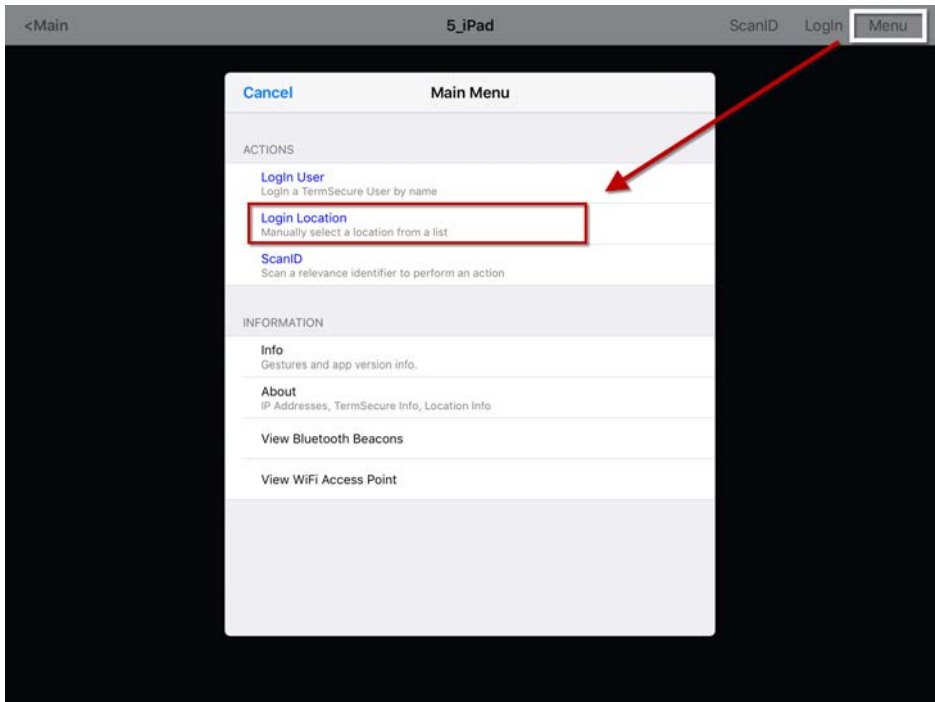 <Main 5_iPad ScanID LogIn Menu
Cancel Main Menu
ACTIONS
LogIn User
LogIn a TermSecure User by name
Login Location
Manually select a location from a list
ScanID
Scan a relevance identifier to perform an action
INFORMATION
Info
Gestures and app version info.
About
IP Addresses, TermSecure Info, Location Info
View Bluetooth Beacons
View WiFi Access Point